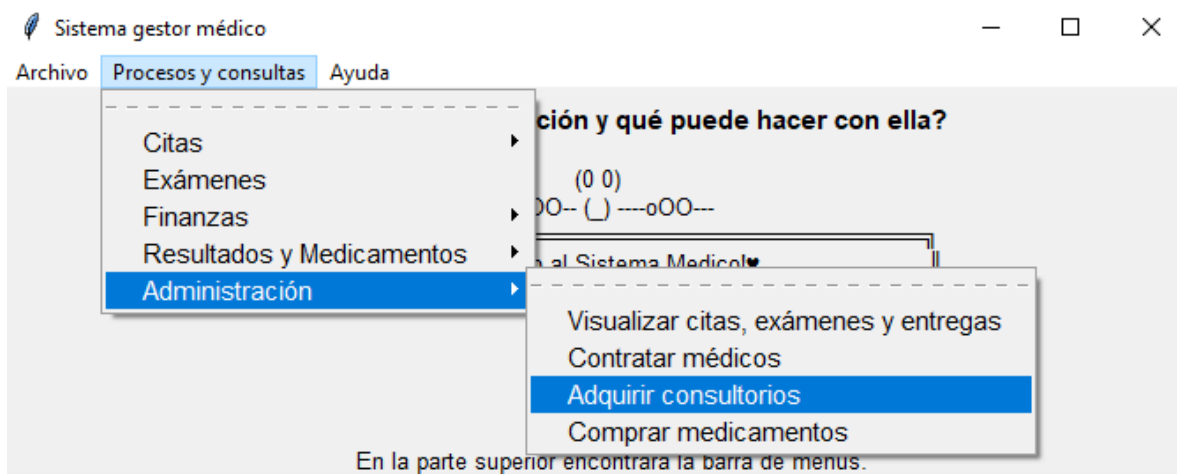 Sistema gestor médico
Archivo Procesos y consultas Ayuda
ción y qué puede hacer con ella?
Citas
(0 0)
Exámenes
OO-- (_) ----oOO---
Finanzas
Resultados y Medicamentos
al Sistema Medico!♥
Administración
Visualizar citas, exámenes y entregas
Contratar médicos
Adquirir consultorios
Comprar medicamentos
En la parte superior encontrara la barra de menus.